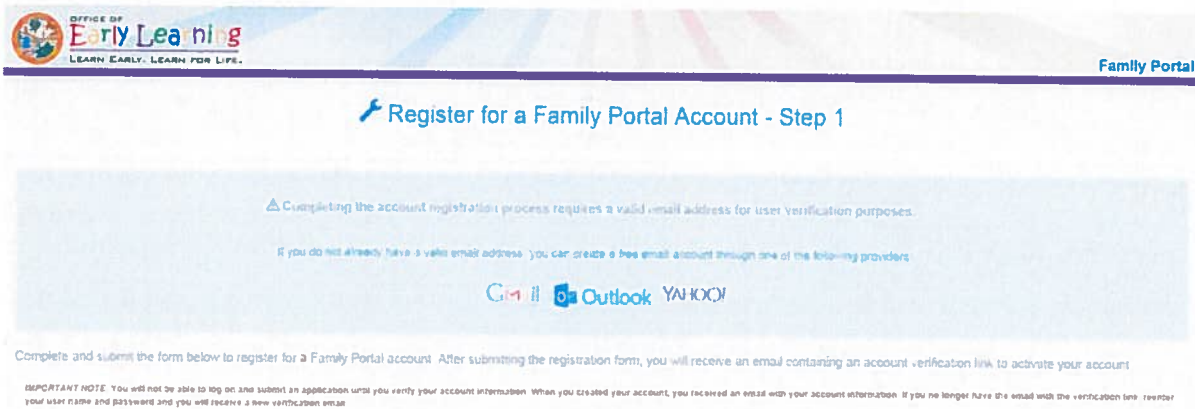 OFFICE OF
Early Learning
LEARN EARLY. LEARN FOR LIFE.
Family Portal
Register for a Family Portal Account - Step 1
Completing the account registration process requires a valid email address for user verification purposes.
If you do not already have a valid email address, you can create a free email account through one of the following providers
Gmail Outlook YAHOO!
Complete and submit the form below to register for a Family Portal account. After submitting the registration form, you will receive an email containing an account verification link to activate your account
IMPORTANT NOTE: You will not be able to log on and submit an application until you verify your account information. When you created your account, you received an email with your account information. If you no longer have the email with the verification link, reenter
your user name and password and you will receive a new verification email.